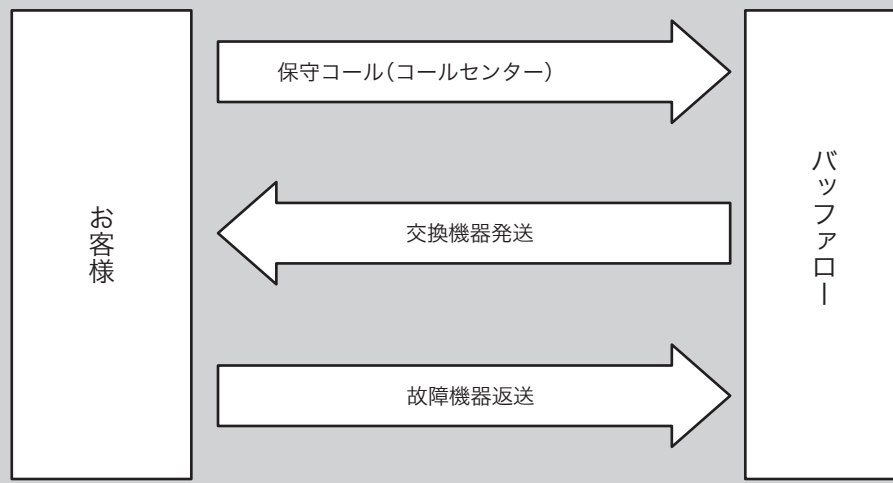 お客様
保守コール（コールセンター）
交換機器発送
故障機器返送
バッファロー